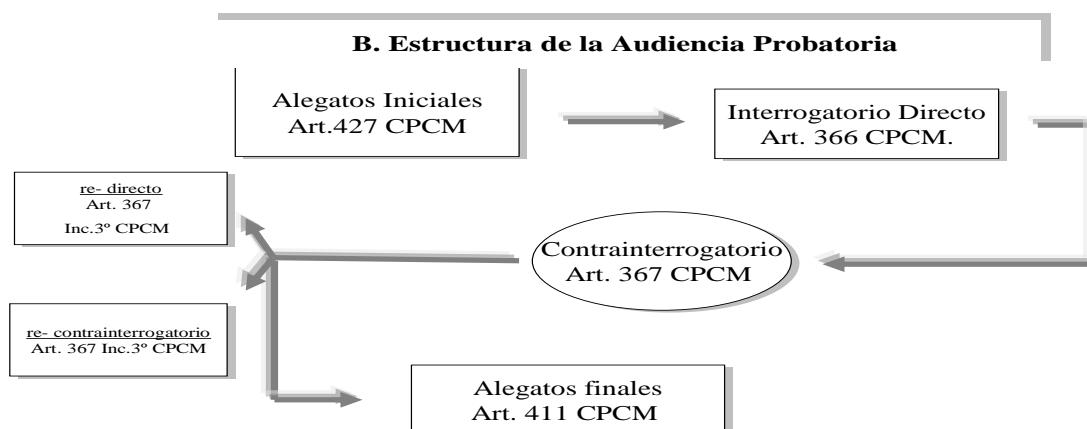 B. Estructura de la Audiencia Probatoria
Alegatos Iniciales
Art.427 CPCM
Interrogatorio Directo
Art. 366 CPCM.
re- directo
Art. 367
Inc.3º CPCM
Contrainterrogatorio
Art. 367 CPCM
re- contrainterrogatorio
Art. 367 Inc.3º CPCM
Alegatos finales
Art. 411 CPCM